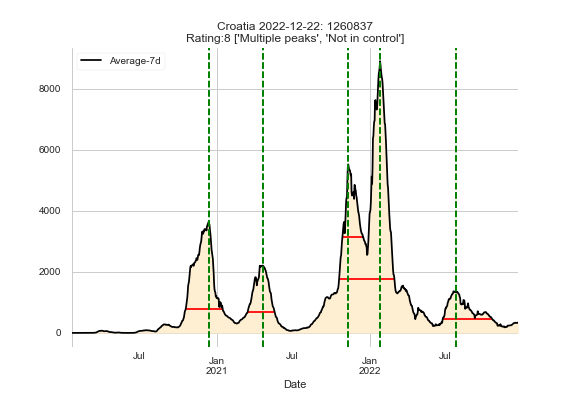 Croatia 2022-12-22: 1260837
Rating:8 ['Multiple peaks', 'Not in control']
Average-7d
8000
6000
4000
2000
0
Jul
Jan
2021
Jul
Jan
2022
Jul
Date